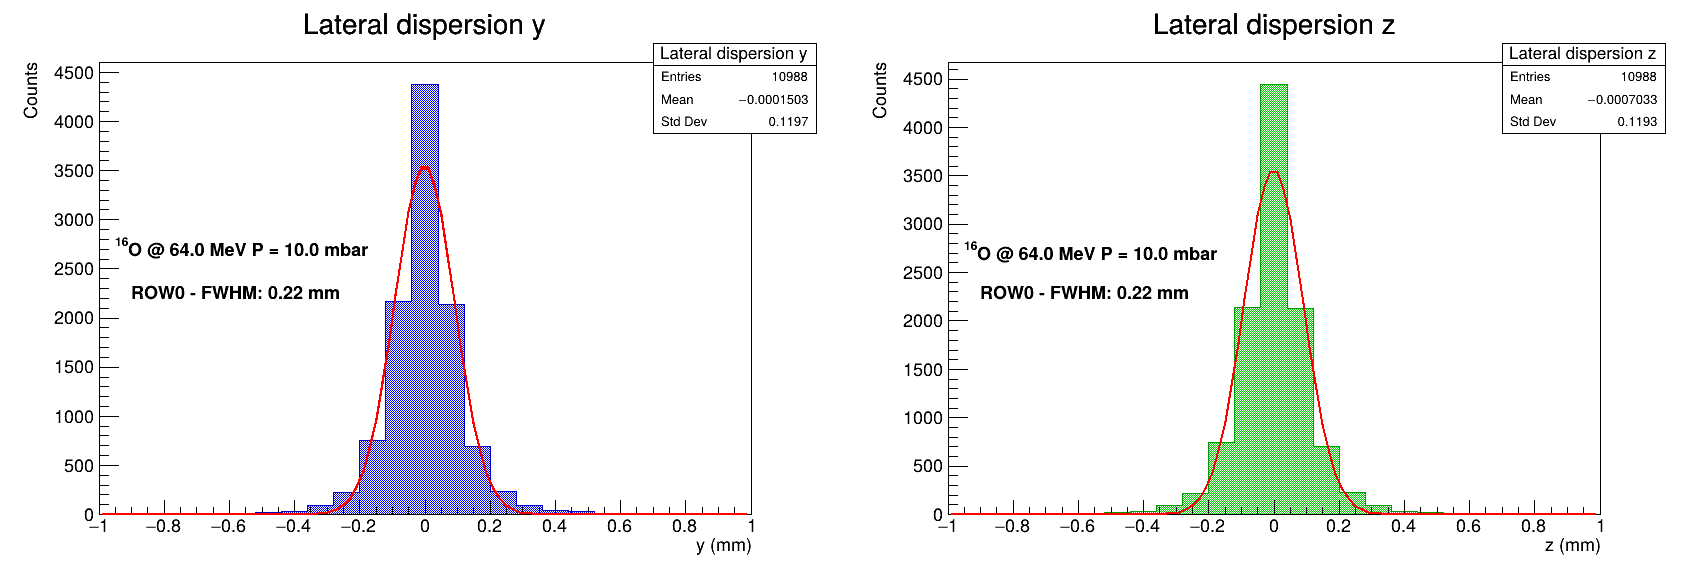 Lateral dispersion y
Lateral dispersion y
Entries 10988
Mean −0.0001503
Std Dev 0.1197
Counts
4500
4000
3500
3000
2500
2000
1500
1000
500
0
¹⁶O @ 64.0 MeV P = 10.0 mbar
ROW0 - FWHM: 0.22 mm
−1 −0.8 −0.6 −0.4 −0.2 0 0.2 0.4 0.6 0.8 1
y (mm)
Lateral dispersion z
Lateral dispersion z
Entries 10988
Mean −0.0007033
Std Dev 0.1193
Counts
4500
4000
3500
3000
2500
2000
1500
1000
500
0
¹⁶O @ 64.0 MeV P = 10.0 mbar
ROW0 - FWHM: 0.22 mm
−1 −0.8 −0.6 −0.4 −0.2 0 0.2 0.4 0.6 0.8 1
z (mm)